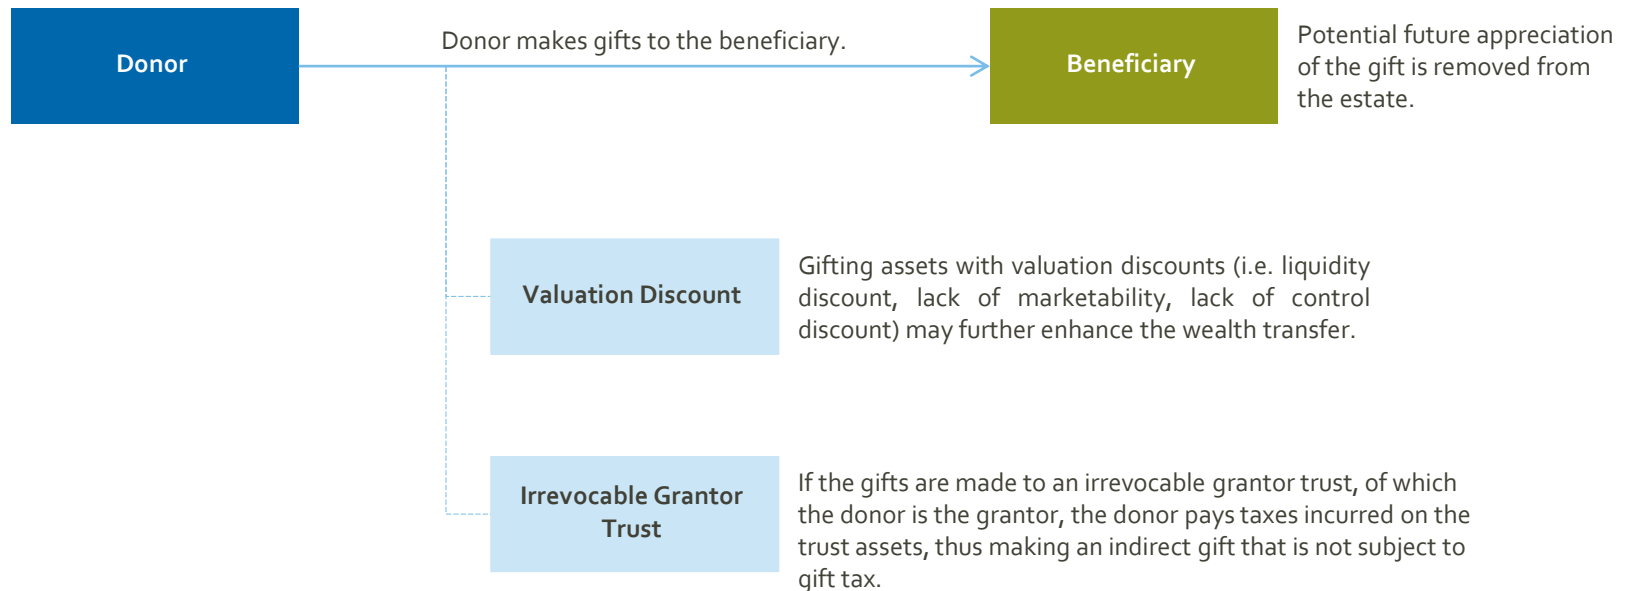 Donor
Donor makes gifts to the beneficiary.
Beneficiary
Potential future appreciation
of the gift is removed from
the estate.
Valuation Discount
Gifting assets with valuation discounts (i.e. liquidity
discount, lack of marketability, lack of control
discount) may further enhance the wealth transfer.
Irrevocable Grantor
Trust
If the gifts are made to an irrevocable grantor trust, of which
the donor is the grantor, the donor pays taxes incurred on the
trust assets, thus making an indirect gift that is not subject to
gift tax.